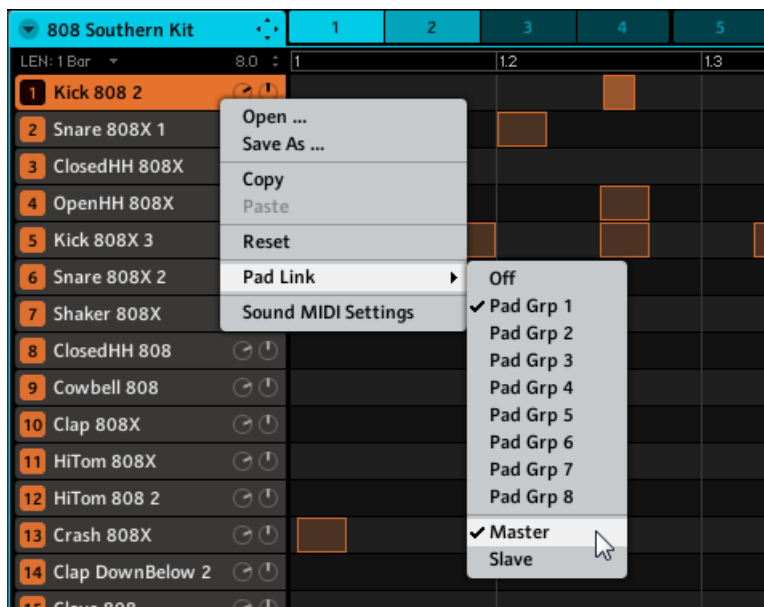 808 Southern Kit 1 2 3 4 5
LEN: 1 Bar 8.0 1 1.2 1.3
1 Kick 808 2
2 Snare 808X 1
3 ClosedHH 808X
4 OpenHH 808X
5 Kick 808X 3
6 Snare 808X 2
7 Shaker 808X
8 ClosedHH 808
9 Cowbell 808
10 Clap 808X
11 HiTom 808X
12 HiTom 808 2
13 Crash 808X
14 Clap DownBelow 2
Open ...
Save As ...
Copy
Paste
Reset
Pad Link
Sound MIDI Settings
Off
Pad Grp 1
Pad Grp 2
Pad Grp 3
Pad Grp 4
Pad Grp 5
Pad Grp 6
Pad Grp 7
Pad Grp 8
Master
Slave